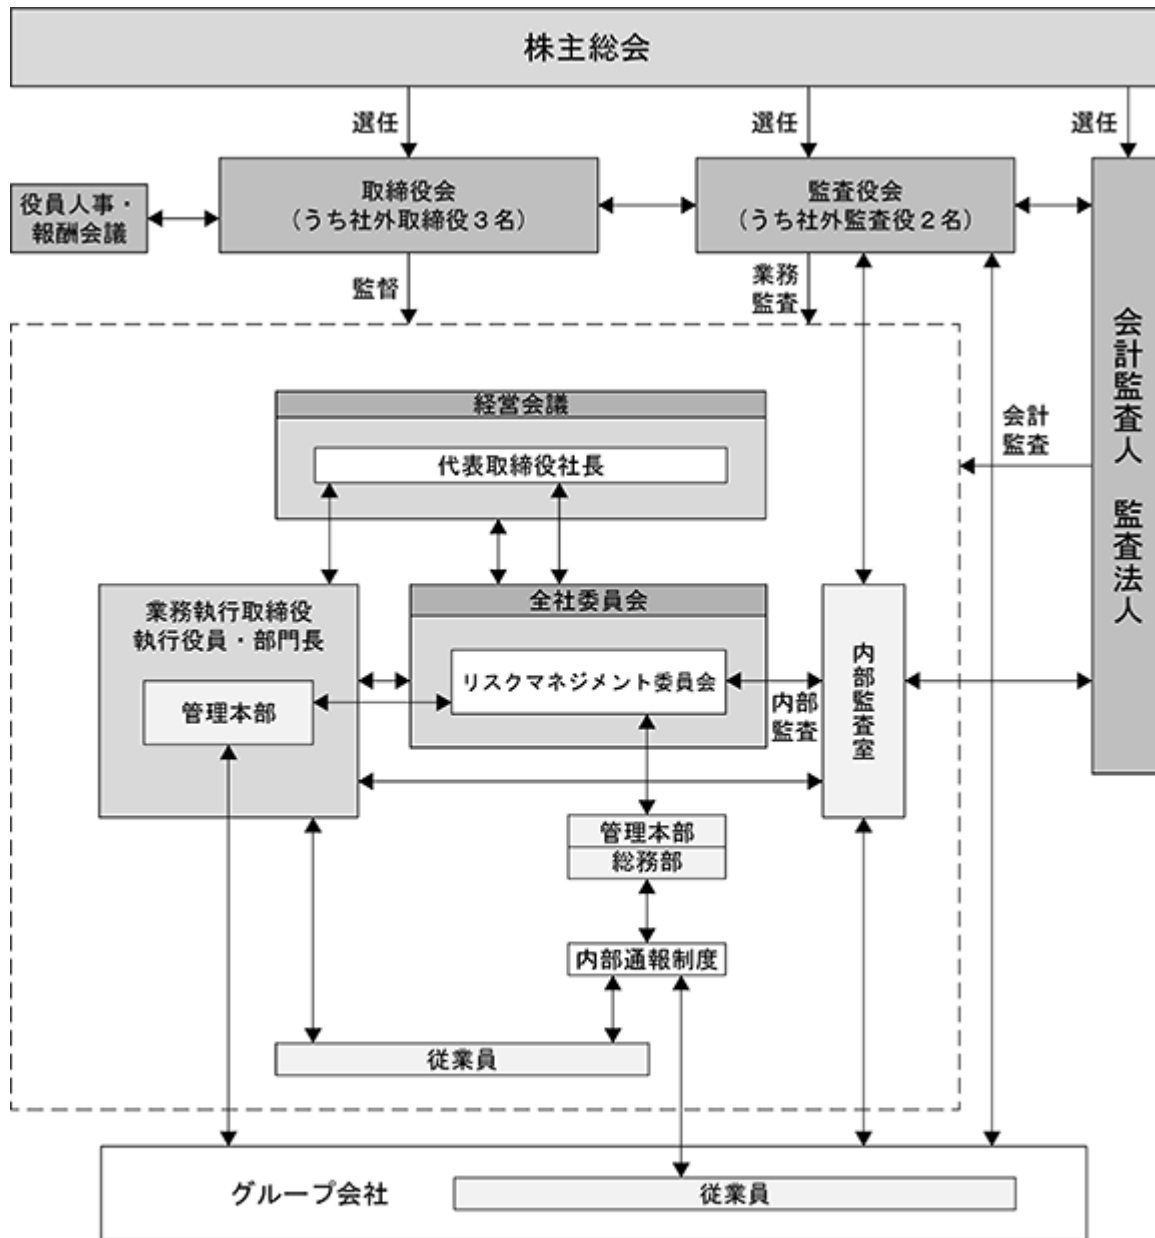 株主総会
選任
選任
選任
役員人事・
報酬会議
取締役会
（うち社外取締役３名）
監査役会
（うち社外監査役２名）
監督
業務
監査
会計監査人　監査法人
経営会議
代表取締役社長
会計
監査
業務執行取締役
執行役員・部門長
管理本部
全社委員会
リスクマネジメント委員会
内部
監査
内部監査室
管理本部
総務部
内部通報制度
従業員
グループ会社
従業員